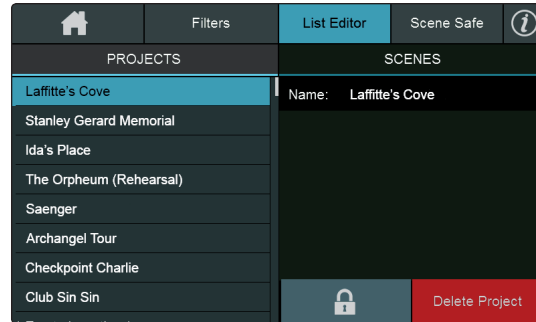 Filters
List Editor
Scene Safe
PROJECTS
SCENES
Laffitte's Cove
Stanley Gerard Memorial
Ida's Place
The Orpheum (Rehearsal)
Saenger
Archangel Tour
Checkpoint Charlie
Club Sin Sin
Name: Laffitte's Cove
Delete Project